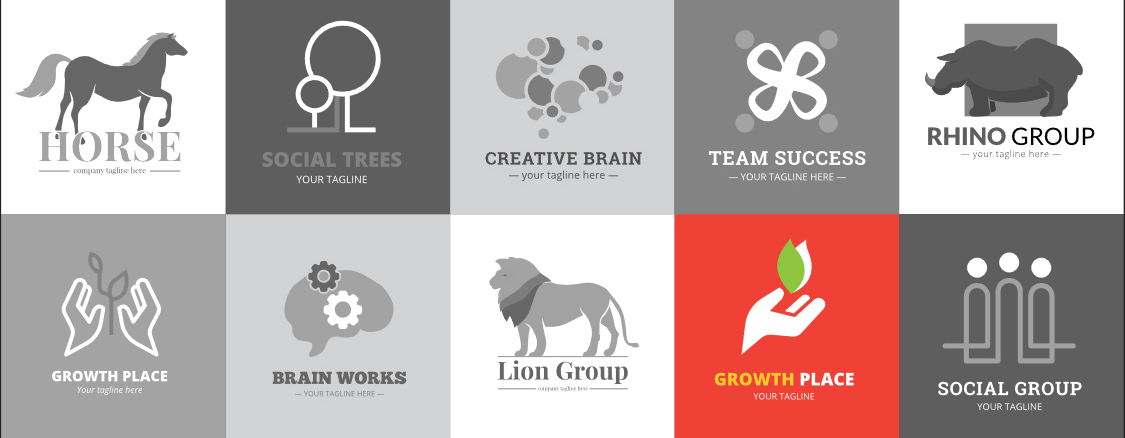 HORSE
company tagline here
SOCIAL TREES
YOUR TAGLINE
CREATIVE BRAIN
— your tagline here —
TEAM SUCCESS
— YOUR TAGLINE HERE —
RHINO GROUP
— your tagline here —
GROWTH PLACE
Your tagline here
BRAIN WORKS
— YOUR TAGLINE HERE —
Lion Group
company tagline here
GROWTH PLACE
YOUR TAGLINE
SOCIAL GROUP
YOUR TAGLINE